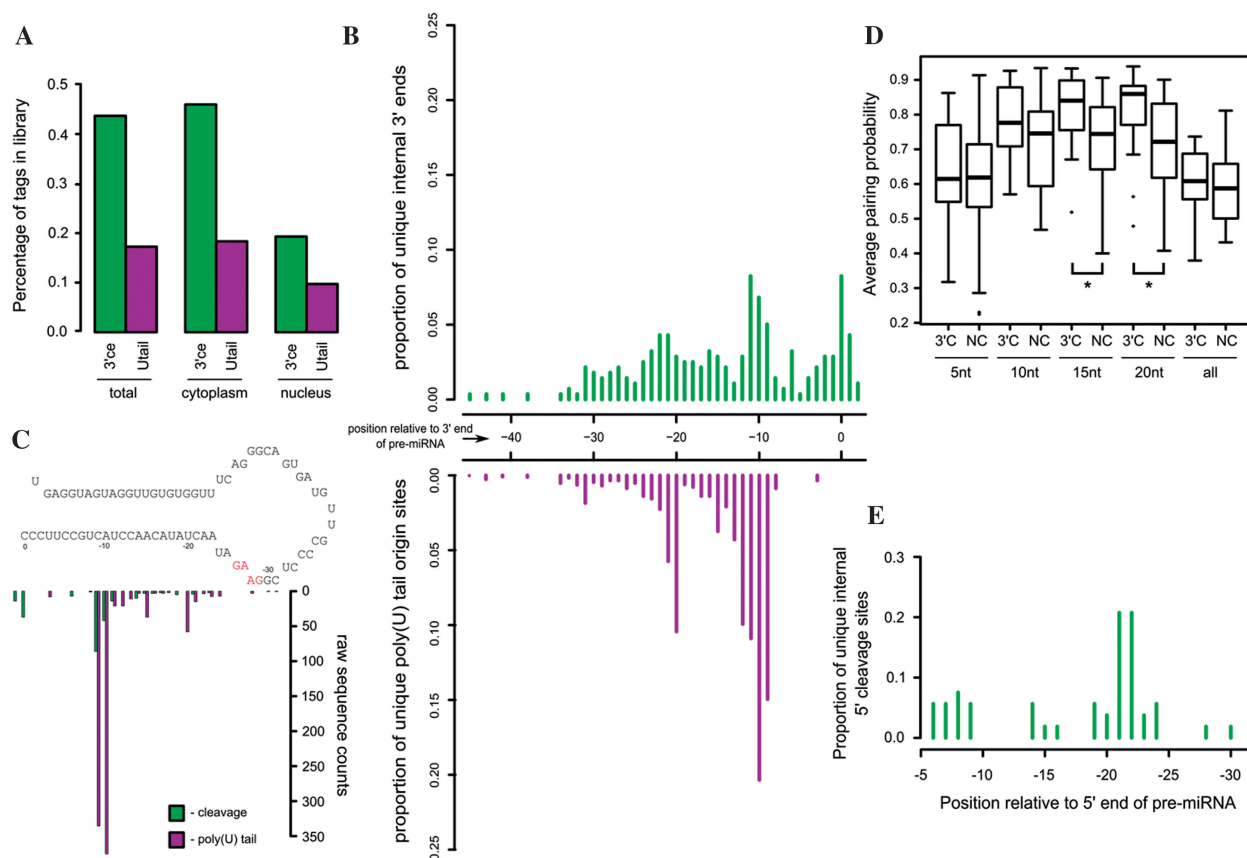 A
Percentage of tags in library
0.5
0.4
0.3
0.2
0.1
0.0
3'ce
Utail
3'ce
Utail
3'ce
Utail
total
cytoplasm
nucleus
B
proportion of unique internal 3' ends
0.25
0.20
0.15
0.10
0.05
0.00
position relative to 3' end
of pre-miRNA
−40
−30
−20
−10
0
proportion of unique poly(U) tail origin sites
0.00
0.05
0.10
0.15
0.20
0.25
C
U
GAGGUAGUAGGUUGUGUGGUU
UC
AG
GGCA
GU
GA
U
G
U
U
G
CC
CU
CG
GA
GA
AU
CCCUUCCGUCAUCCAACAUAUCAA
0
-10
-20
-30
0
50
100
150
200
250
300
350
raw sequence counts
- cleavage
- poly(U) tail
D
Average pairing probability
0.9
0.8
0.7
0.6
0.5
0.4
0.3
0.2
*
*
3'C NC 3'C NC 3'C NC 3'C NC 3'C NC
5nt 10nt 15nt 20nt all
E
Proportion of unique internal
5' cleavage sites
0.3
0.2
0.1
0.0
-5 -10 -15 -20 -25 -30
Position relative to 5' end of pre-miRNA